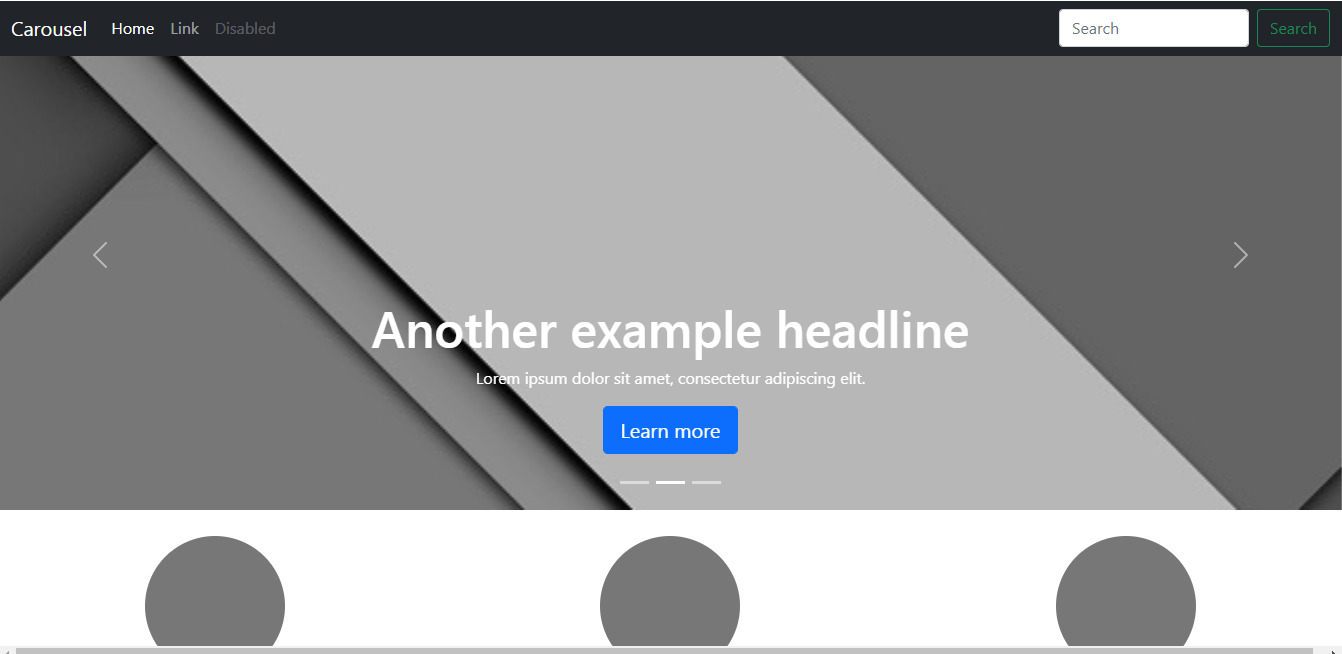 Carousel Home Link Disabled Search Search
Another example headline
Lorem ipsum dolor sit amet, consectetur adipiscing elit.
Learn more